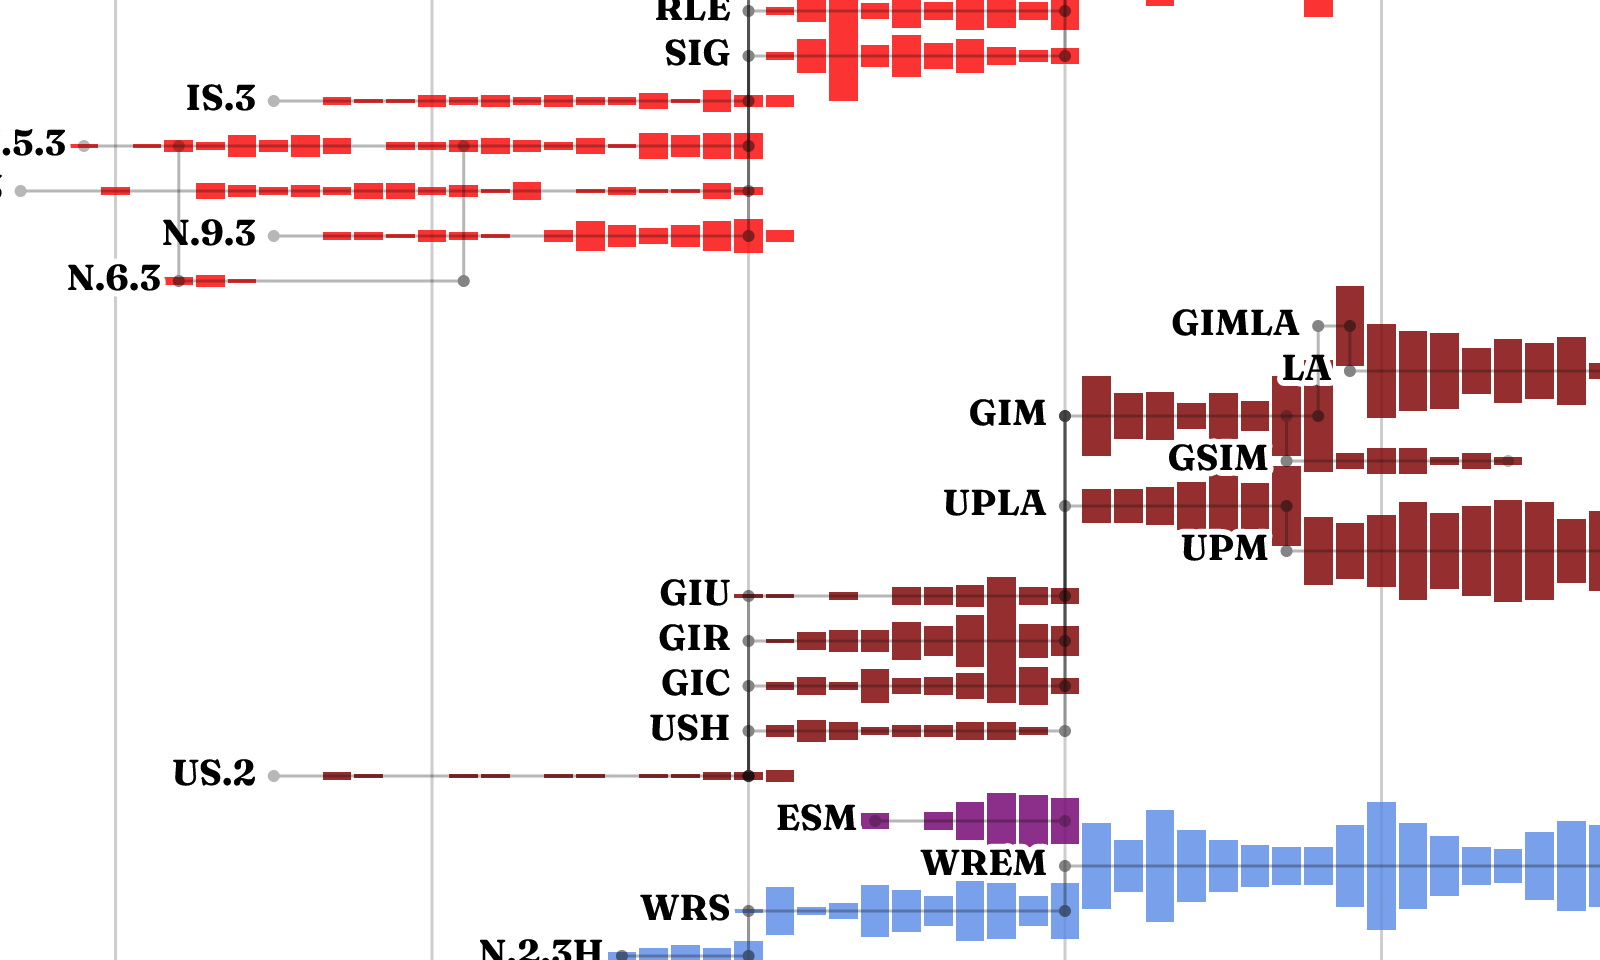 RLE
SIG
IS.3
.5.3
N.9.3
N.6.3
GIMLA
LA
GIM
GSIM
UPLA
UPM
GIU
GIR
GIC
USH
US.2
ESM
WREM
WRS
N.2.3H